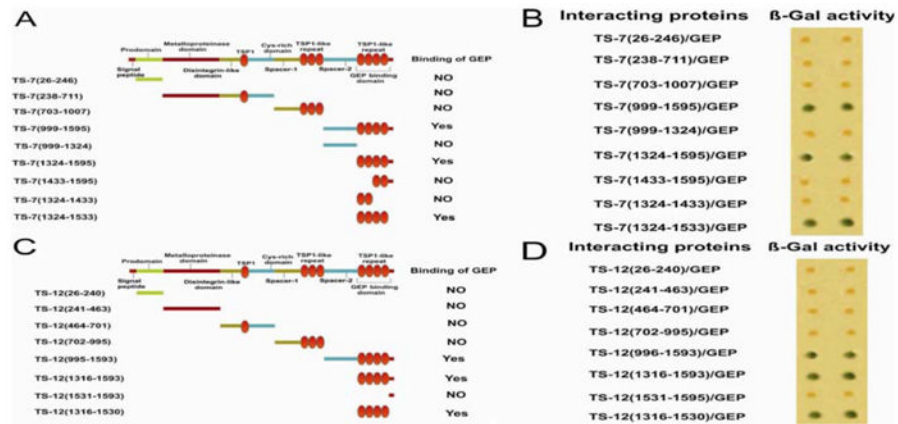 A
Prodomain
Metalloproteinase domain
TSP1
Cys-rich domain
TSP1-like repeat
TSP1-like repeat
Binding of GEP
Signal peptide
Disintegrin-like domain
Spacer-1
Spacer-2
GEP binding domain
TS-7(26-246)
NO
TS-7(238-711)
NO
TS-7(703-1007)
NO
TS-7(999-1595)
Yes
TS-7(999-1324)
NO
TS-7(1324-1595)
Yes
TS-7(1433-1595)
NO
TS-7(1324-1433)
NO
TS-7(1324-1533)
Yes
B
Interacting proteins
ß-Gal activity
TS-7(26-246)/GEP
TS-7(238-711)/GEP
TS-7(703-1007)/GEP
TS-7(999-1595)/GEP
TS-7(999-1324)/GEP
TS-7(1324-1595)/GEP
TS-7(1433-1595)/GEP
TS-7(1324-1433)/GEP
TS-7(1324-1533)/GEP
C
Prodomain
Metalloproteinase domain
TSP1
Cys-rich domain
TSP1-like repeat
TSP1-like repeat
Binding of GEP
Signal peptide
Disintegrin-like domain
Spacer-1
Spacer-2
GEP binding domain
TS-12(26-240)
NO
TS-12(241-463)
NO
TS-12(464-701)
NO
TS-12(702-995)
NO
TS-12(995-1593)
Yes
TS-12(1316-1593)
Yes
TS-12(1531-1593)
NO
TS-12(1316-1530)
Yes
D
Interacting proteins
ß-Gal activity
TS-12(26-240)/GEP
TS-12(241-463)/GEP
TS-12(464-701)/GEP
TS-12(702-995)/GEP
TS-12(996-1593)/GEP
TS-12(1316-1593)/GEP
TS-12(1531-1595)/GEP
TS-12(1316-1530)/GEP